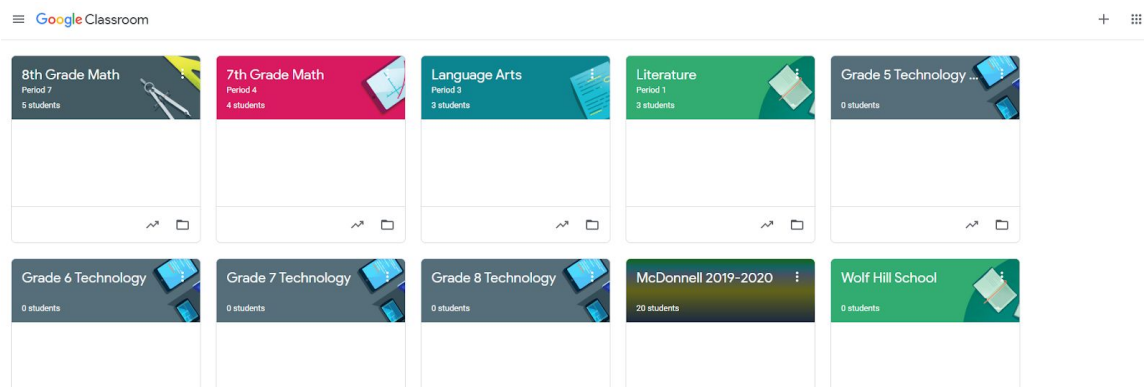 Google Classroom
8th Grade Math
Period 7
5 students
7th Grade Math
Period 4
4 students
Language Arts
Period 3
3 students
Literature
Period 1
3 students
Grade 5 Technology ...
0 students
Grade 6 Technology
0 students
Grade 7 Technology
0 students
Grade 8 Technology
0 students
McDonnell 2019-2020
20 students
Wolf Hill School
0 students